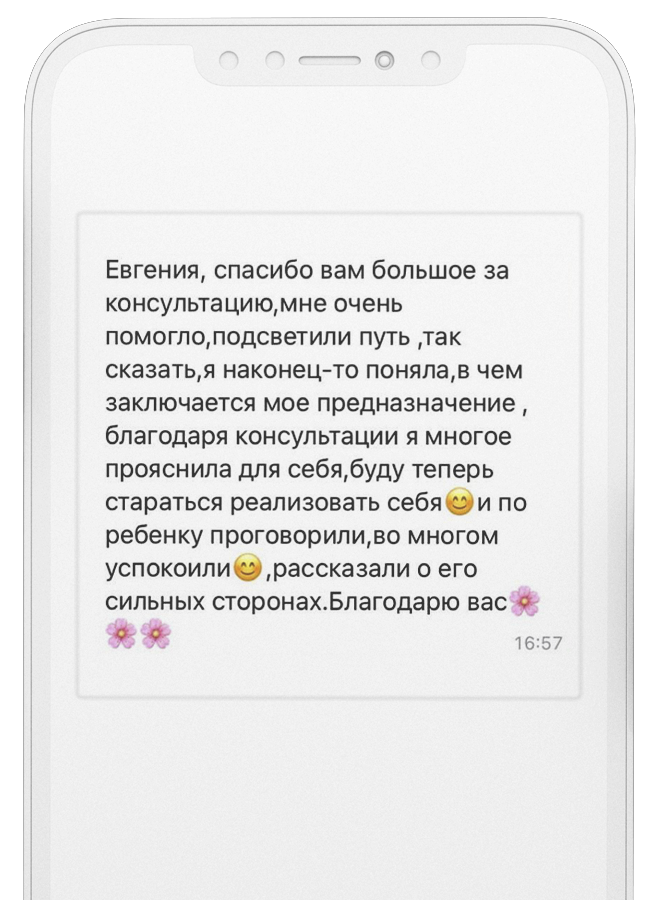 Евгения, спасибо вам большое за
консультацию,мне очень
помогло,подсветили путь ,так
сказать,я наконец-то поняла,в чем
заключается мое предназначение ,
благодаря консультации я многое
прояснила для себя,буду теперь
стараться реализовать себя😊и по
ребенку проговорили,во многом
успокоили😊,рассказали о его
сильных сторонах.Благодарю вас🌸
🌸🌸
16:57